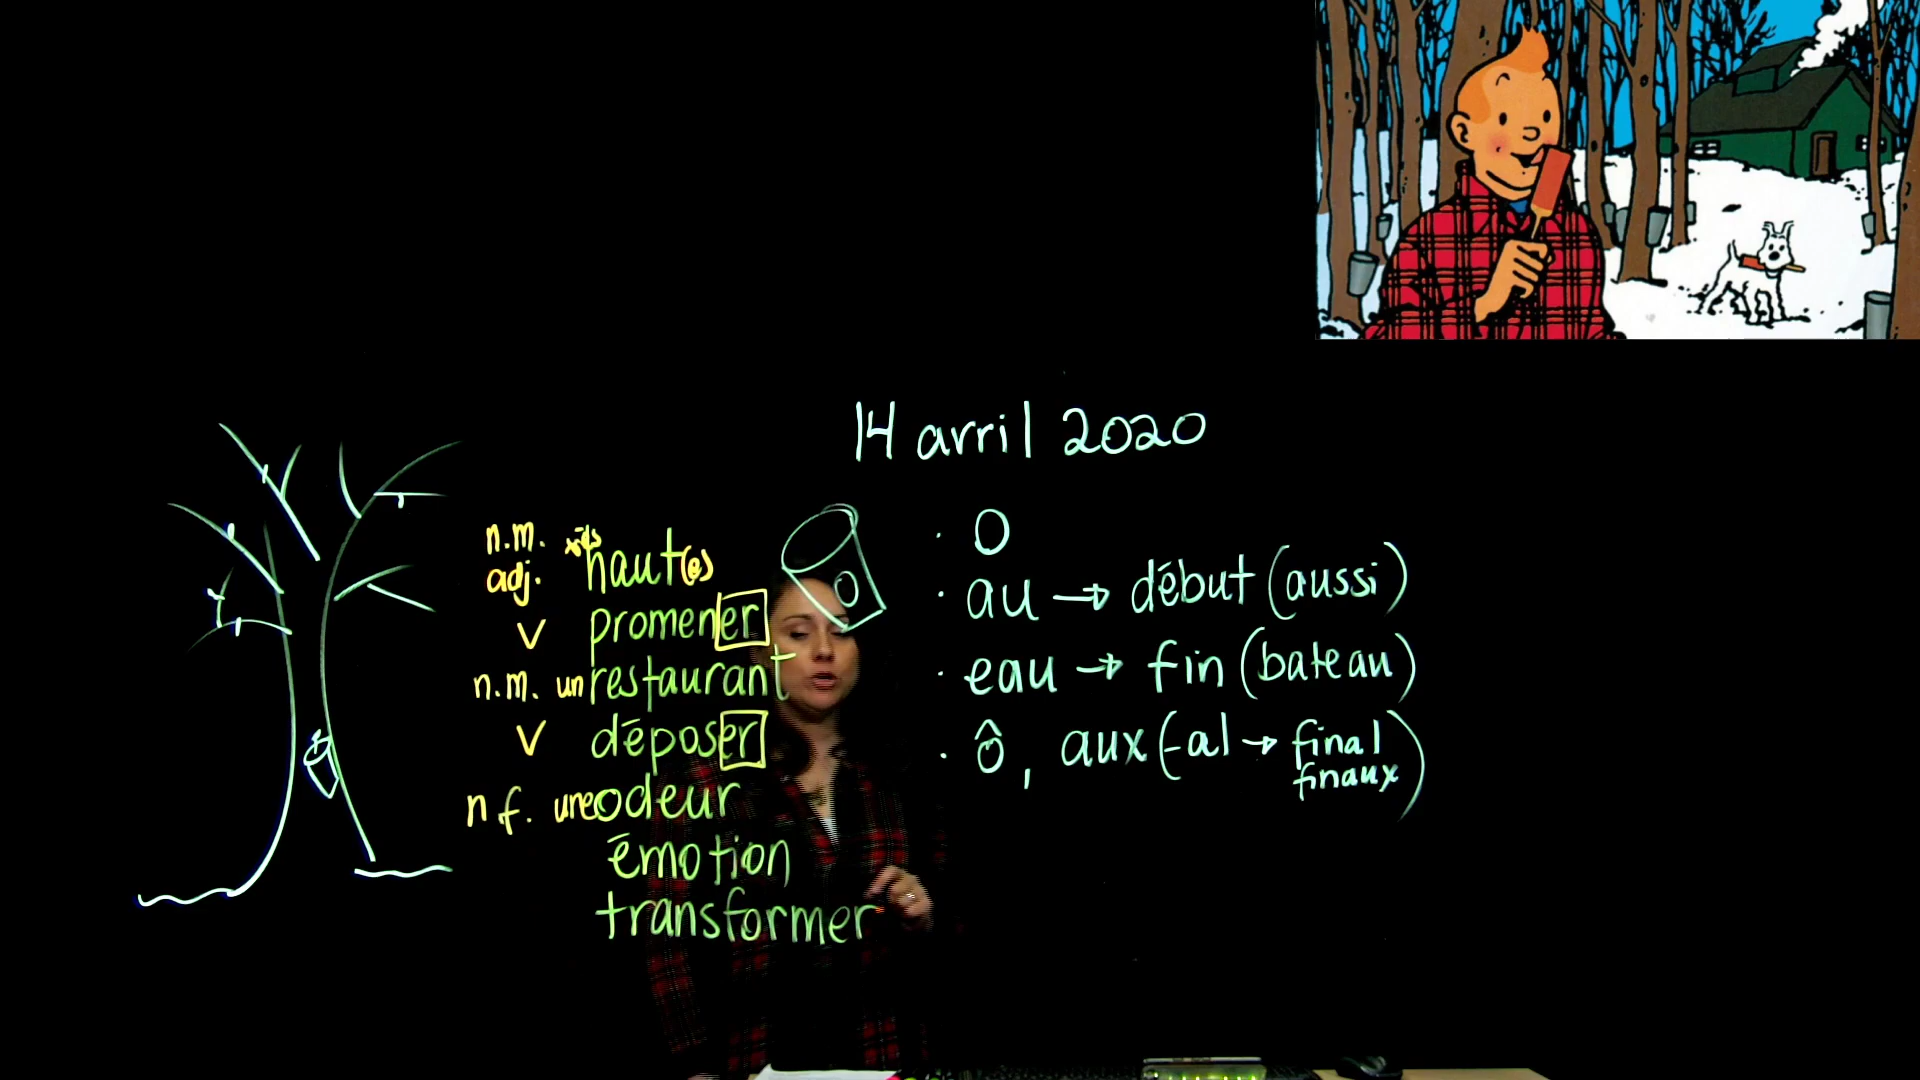 14 avril 2020
n.m.
adj. haut(e)s
V promener
n.m. un restaurant
V déposer
n.f. une odeur
émotion
transformer
O
· O
· au → début (aussi)
· eau → fin (bateau)
· ô, aux (-al → final
finaux)